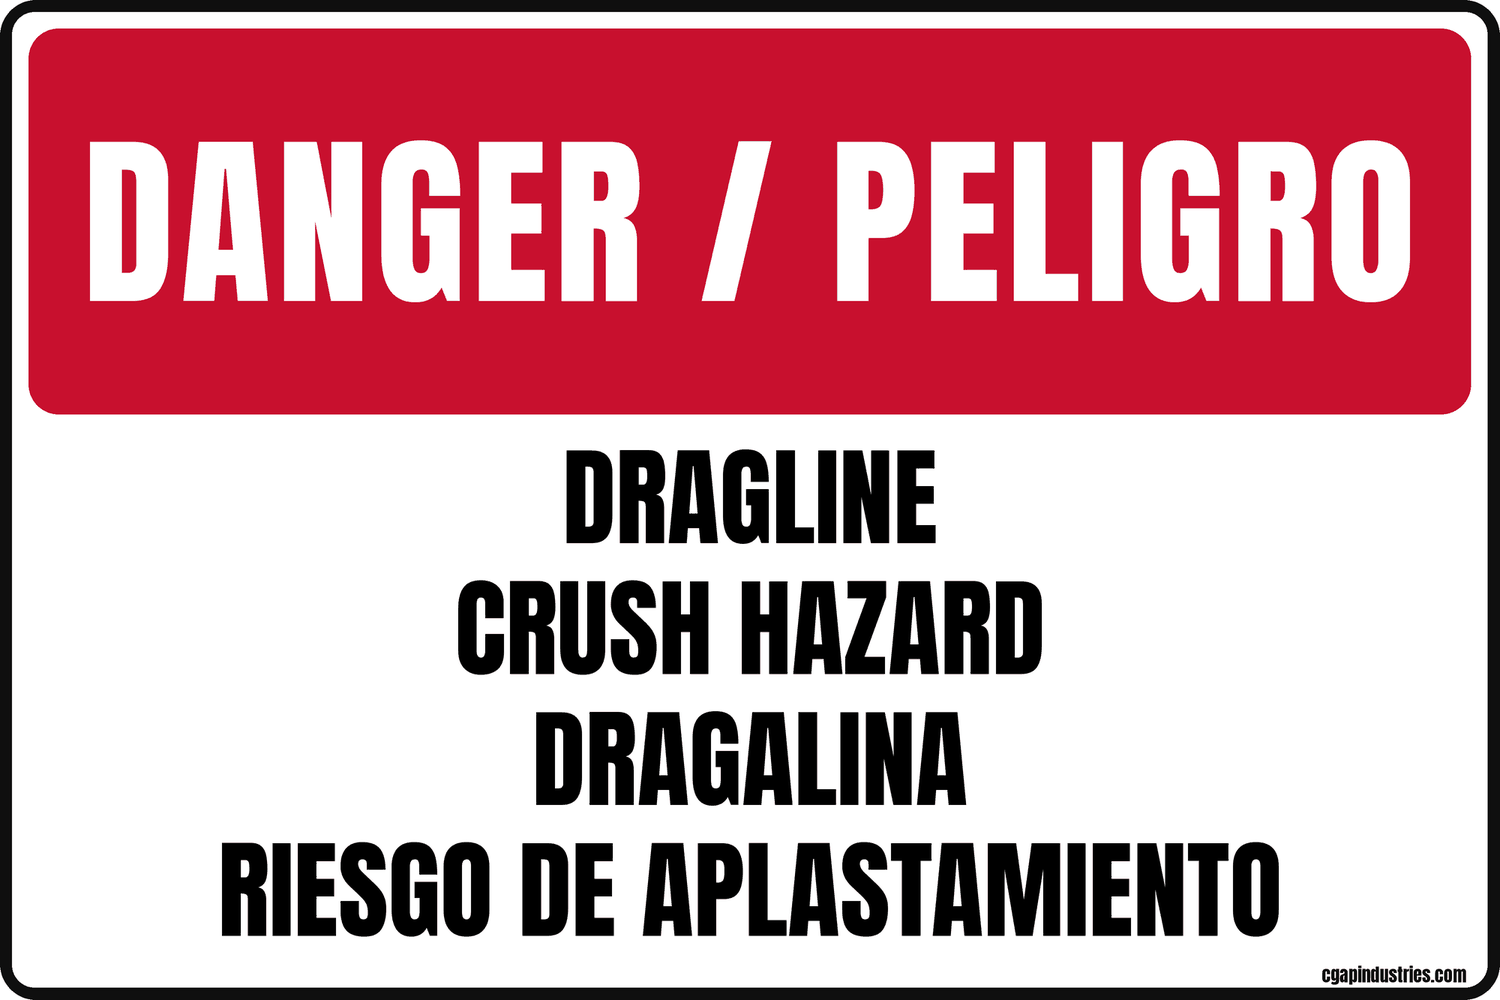 DANGER / PELIGRO
DRAGLINE
CRUSH HAZARD
DRAGALINA
RIESGO DE APLASTAMIENTO
cgapindustries.com